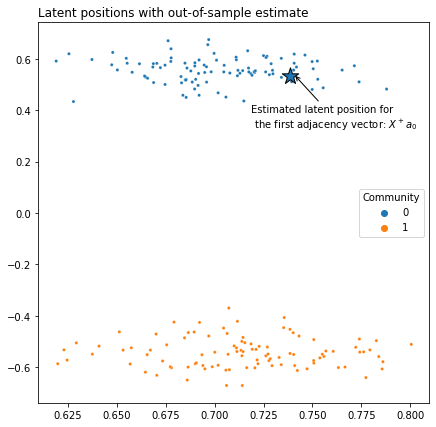 Latent positions with out-of-sample estimate
0.6
0.4
0.2
0.0
−0.2
−0.4
−0.6
Estimated latent position for
the first adjacency vector: X⁺a₀
Community
0
1
0.625 0.650 0.675 0.700 0.725 0.750 0.775 0.800